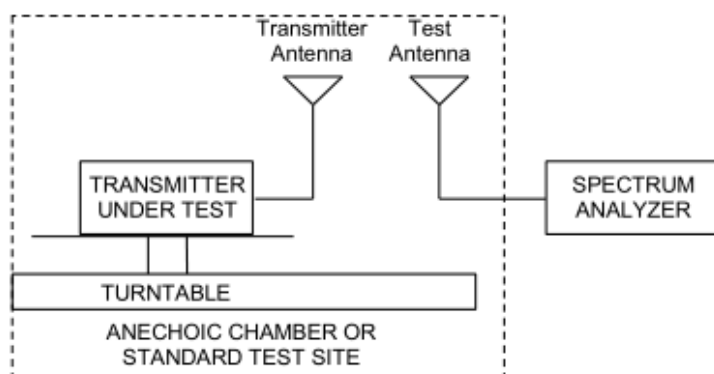 Transmitter
Antenna
Test
Antenna
TRANSMITTER
UNDER TEST
SPECTRUM
ANALYZER
TURNTABLE
ANECHOIC CHAMBER OR
STANDARD TEST SITE